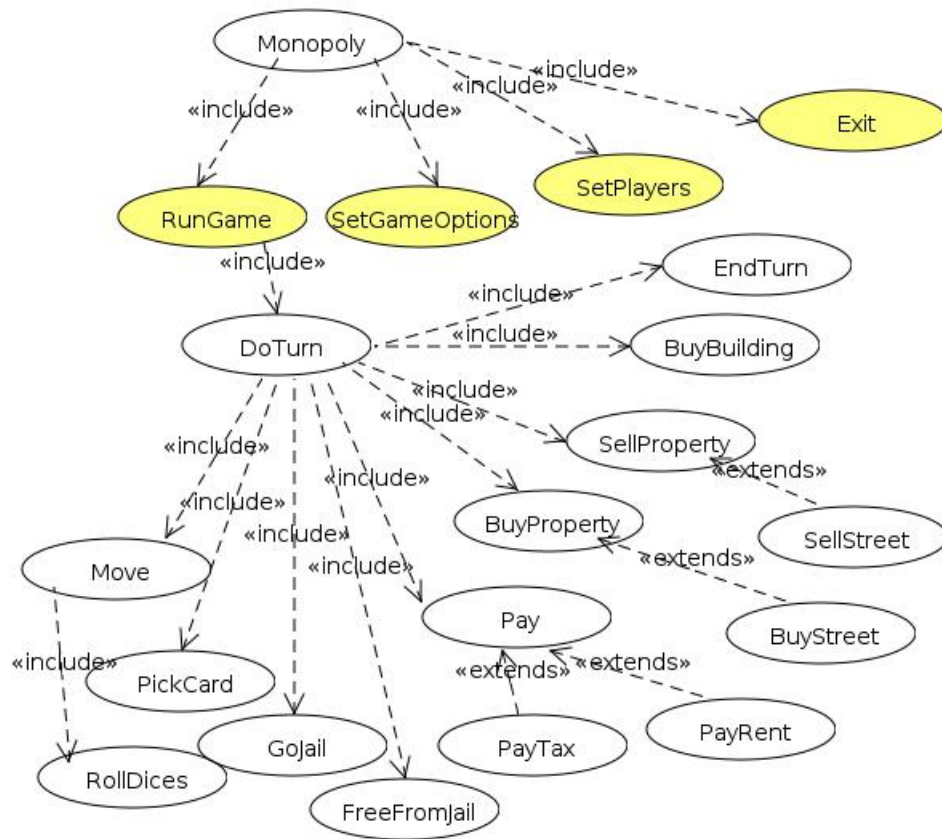 Monopoly
«include»
«include»
«include»
«include»
Exit
SetPlayers
RunGame
SetGameOptions
«include»
EndTurn
«include»
«include»
DoTurn
BuyBuilding
«include»
«include»
SellProperty
«include»
«extends»
«include»
«include»
BuyProperty
SellStreet
«include»
«include»
«extends»
Move
Pay
BuyStreet
«include»
«extends»
«extends»
PickCard
PayRent
GoJail
PayTax
RollDices
FreeFromJail